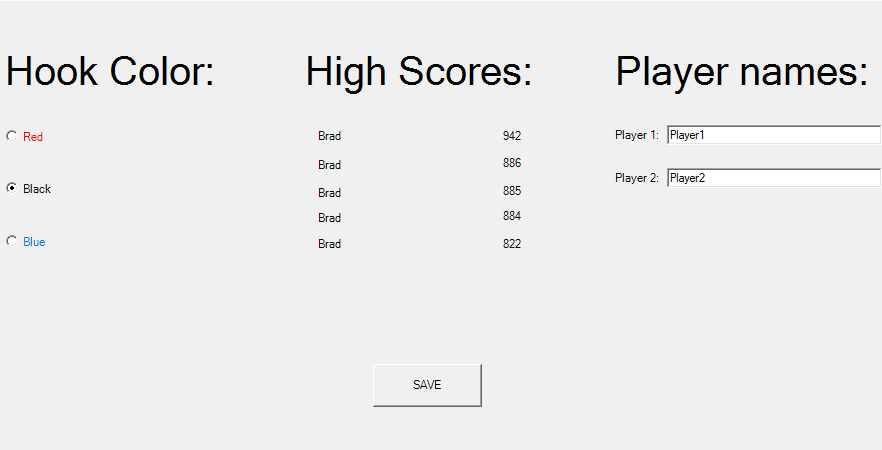 Hook Color:
Red
Black
Blue
High Scores:
Brad 942
Brad 886
Brad 885
Brad 884
Brad 822
Player names:
Player 1: Player1
Player 2: Player2
SAVE